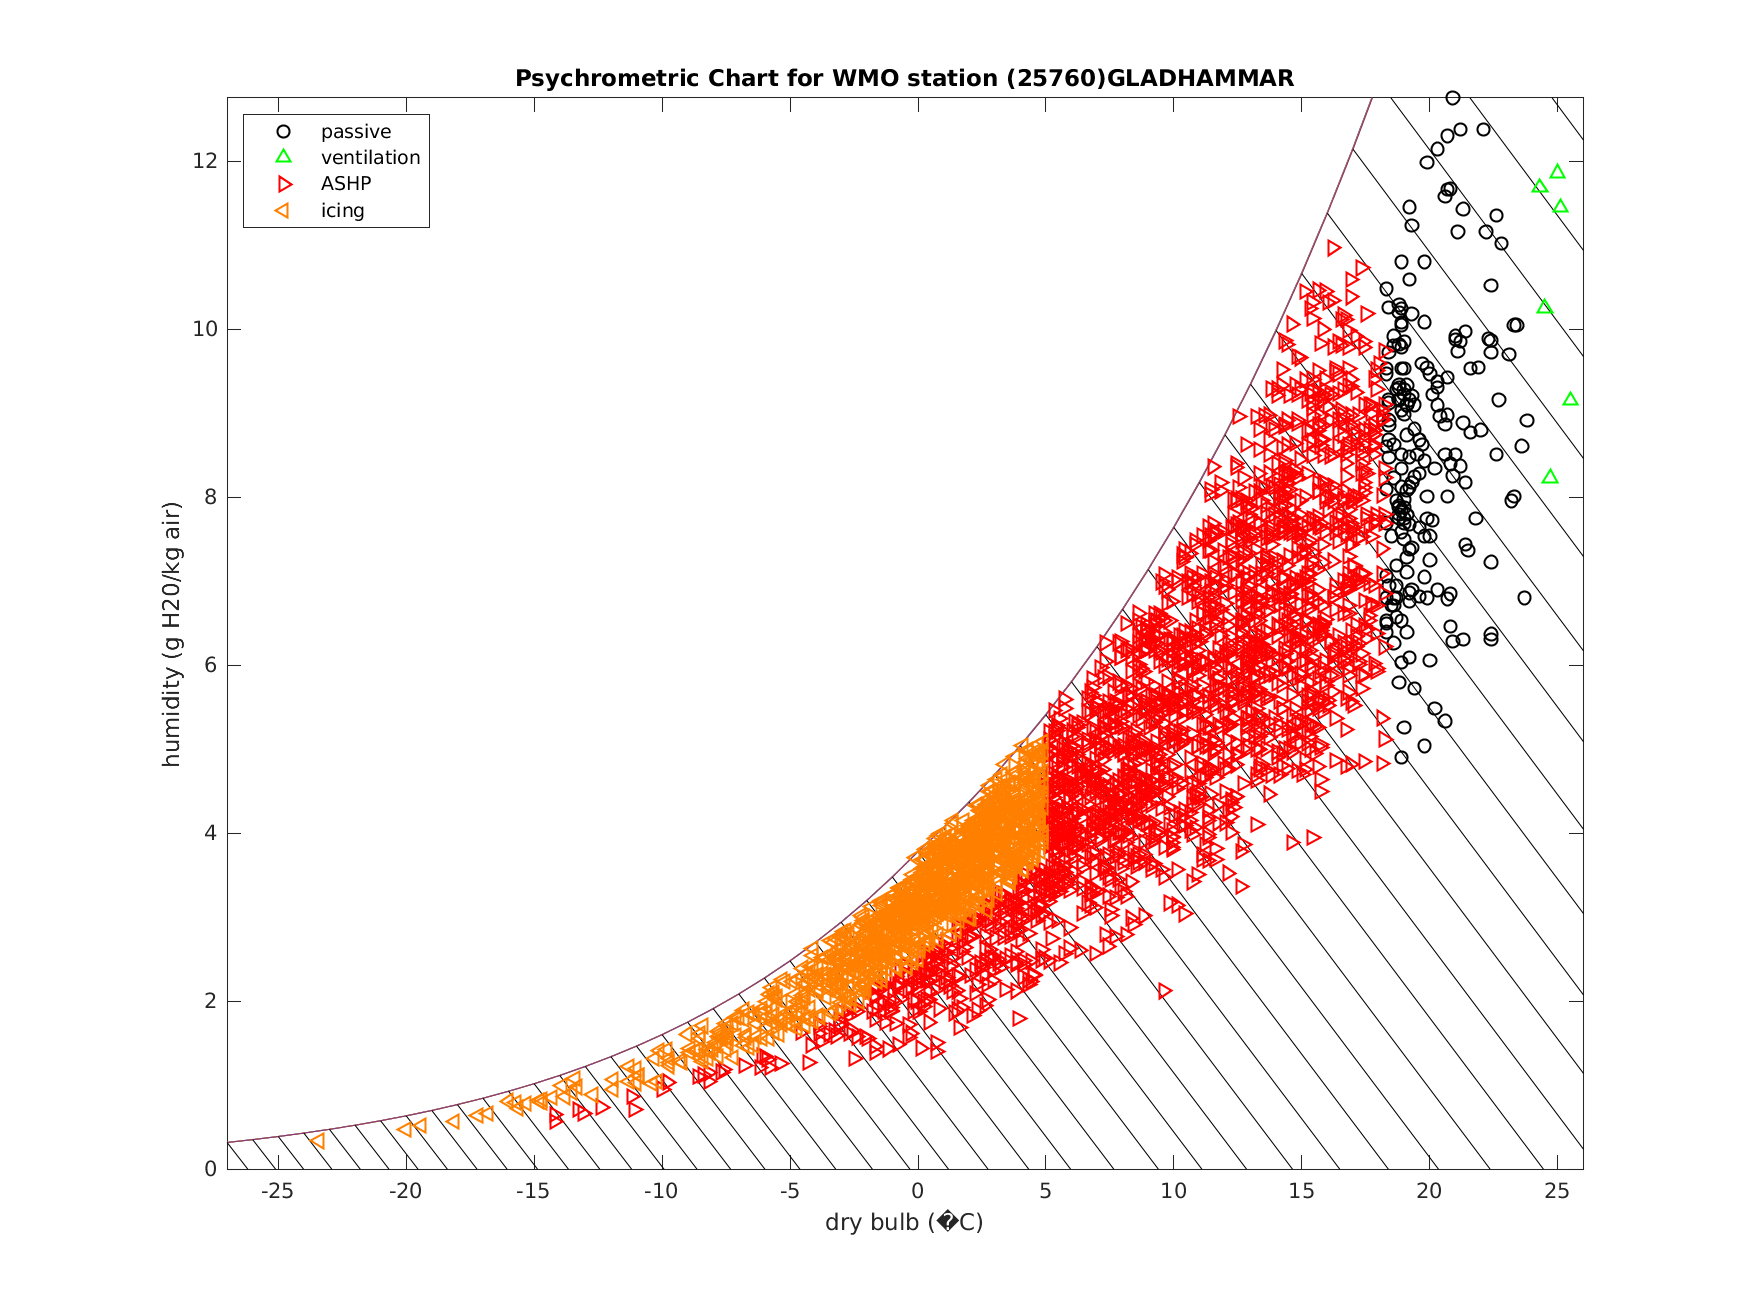 Psychrometric Chart for WMO station (25760)GLADHAMMAR
passive
ventilation
ASHP
icing
humidity (g H20/kg air)
12
10
8
6
4
2
0
-25 -20 -15 -10 -5 0 5 10 15 20 25
dry bulb (�C)